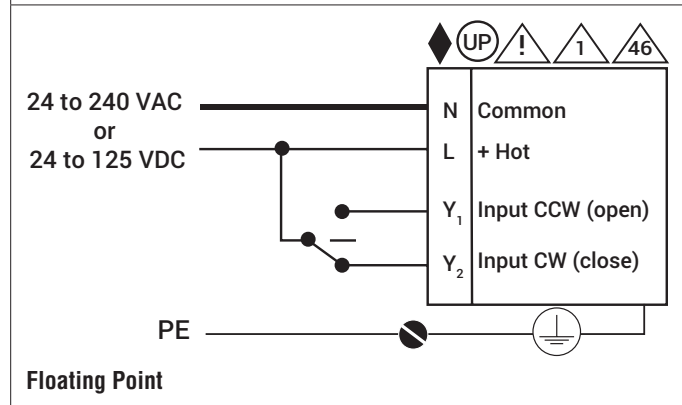 UP ! 1 46
24 to 240 VAC
or
24 to 125 VDC
N Common
L + Hot
Y₁ Input CCW (open)
Y₂ Input CW (close)
PE
Floating Point